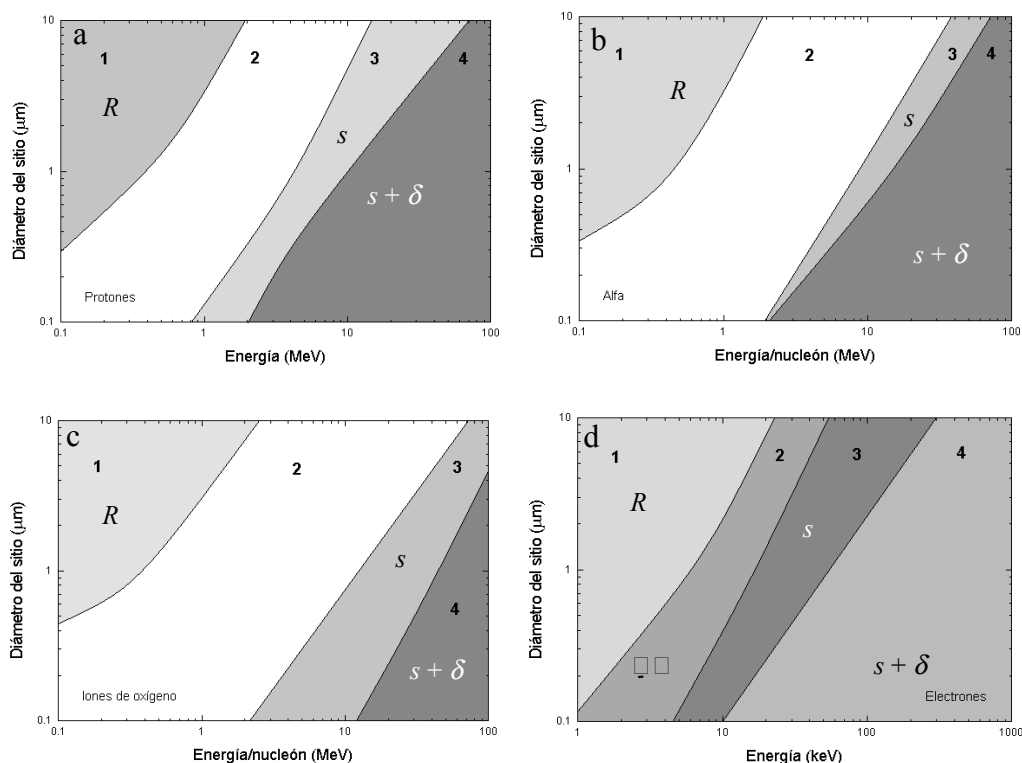 a
1
2
3
4
R
s
s + δ
Protones
10
1
0.1
0.1
1
10
100
Diámetro del sitio (μm)
Energía (MeV)
b
1
2
3
4
R
s
s + δ
Alfa
10
1
0.1
0.1
1
10
100
Diámetro del sitio (μm)
Energía/nucleón (MeV)
c
1
2
3
4
R
s
s + δ
Iones de oxígeno
10
1
0.1
0.1
1
10
100
Diámetro del sitio (μm)
Energía/nucleón (MeV)
d
1
2
3
4
R
s
s + δ
Electrones
10
1
0.1
1
10
100
1000
Diámetro del sitio (μm)
Energía (keV)